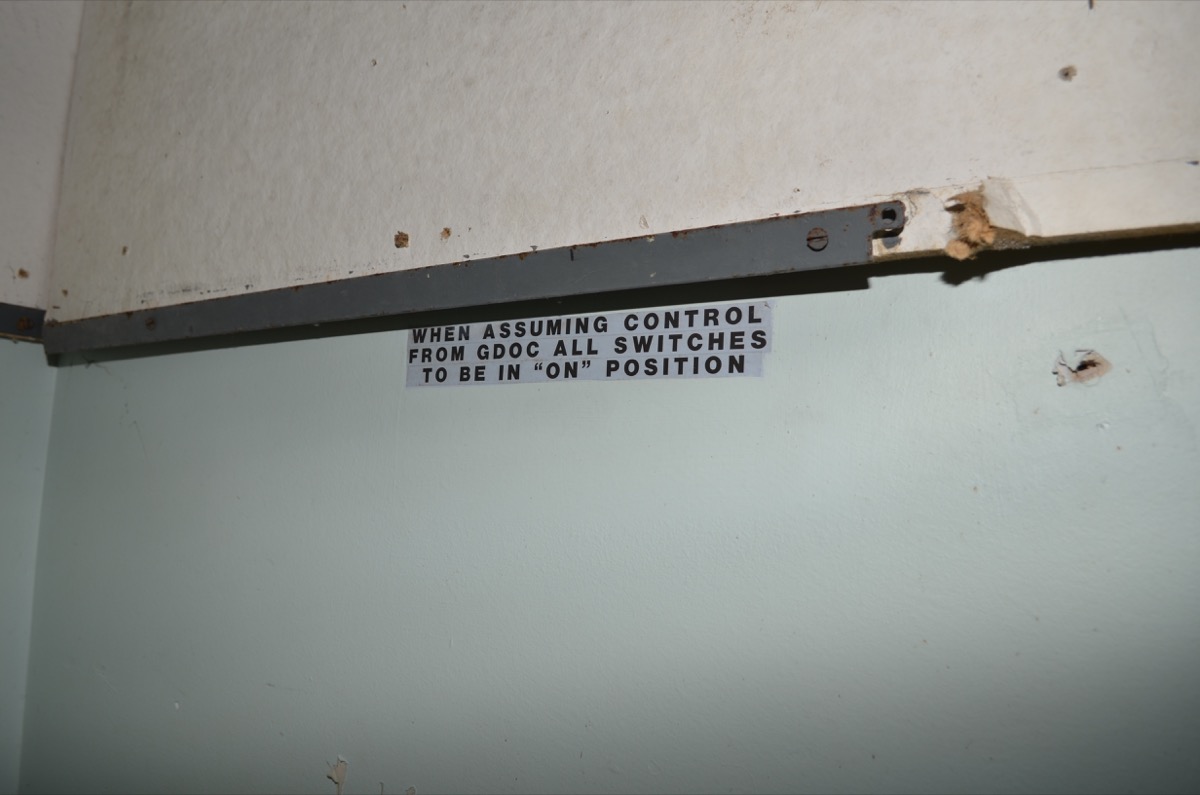 WHEN ASSUMING CONTROL
FROM GDOC ALL SWITCHES
TO BE IN “ON” POSITION